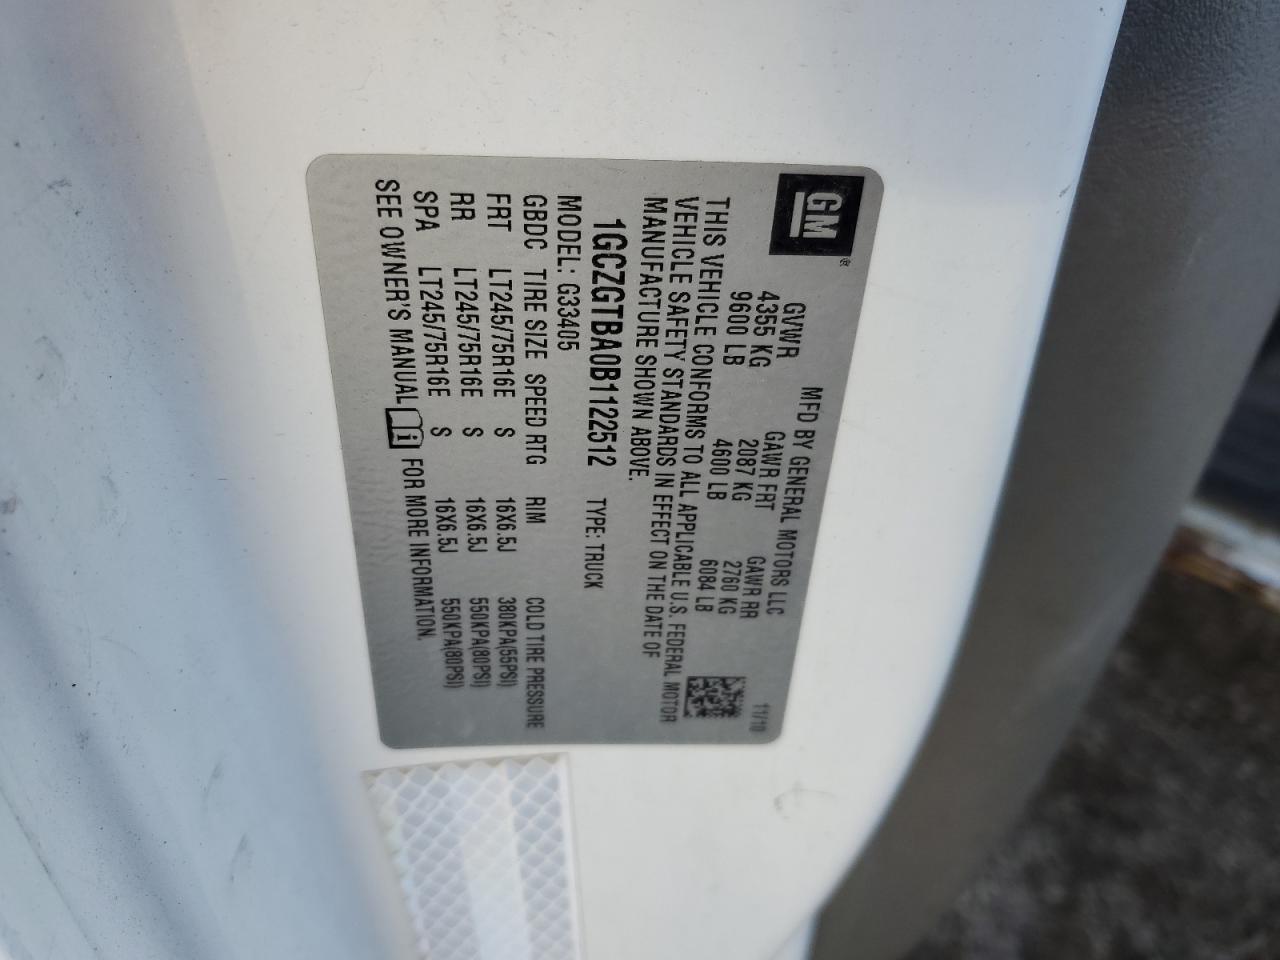 GM
MFD BY GENERAL MOTORS LLC 11/10
GVWR GAWR FRT GAWR RR
4355 KG 2087 KG 2760 KG
9600 LB 4600 LB 6084 LB
THIS VEHICLE CONFORMS TO ALL APPLICABLE U.S. FEDERAL MOTOR
VEHICLE SAFETY STANDARDS IN EFFECT ON THE DATE OF
MANUFACTURE SHOWN ABOVE.
1GCZGTBA0B1122512 TYPE: TRUCK
MODEL: G33405
GBDC TIRE SIZE SPEED RTG RIM COLD TIRE PRESSURE
FRT LT245/75R16E S 16X6.5J 380KPA(55PSI)
RR LT245/75R16E S 16X6.5J 550KPA(80PSI)
SPA LT245/75R16E S 16X6.5J 550KPA(80PSI)
SEE OWNER'S MANUAL FOR MORE INFORMATION.